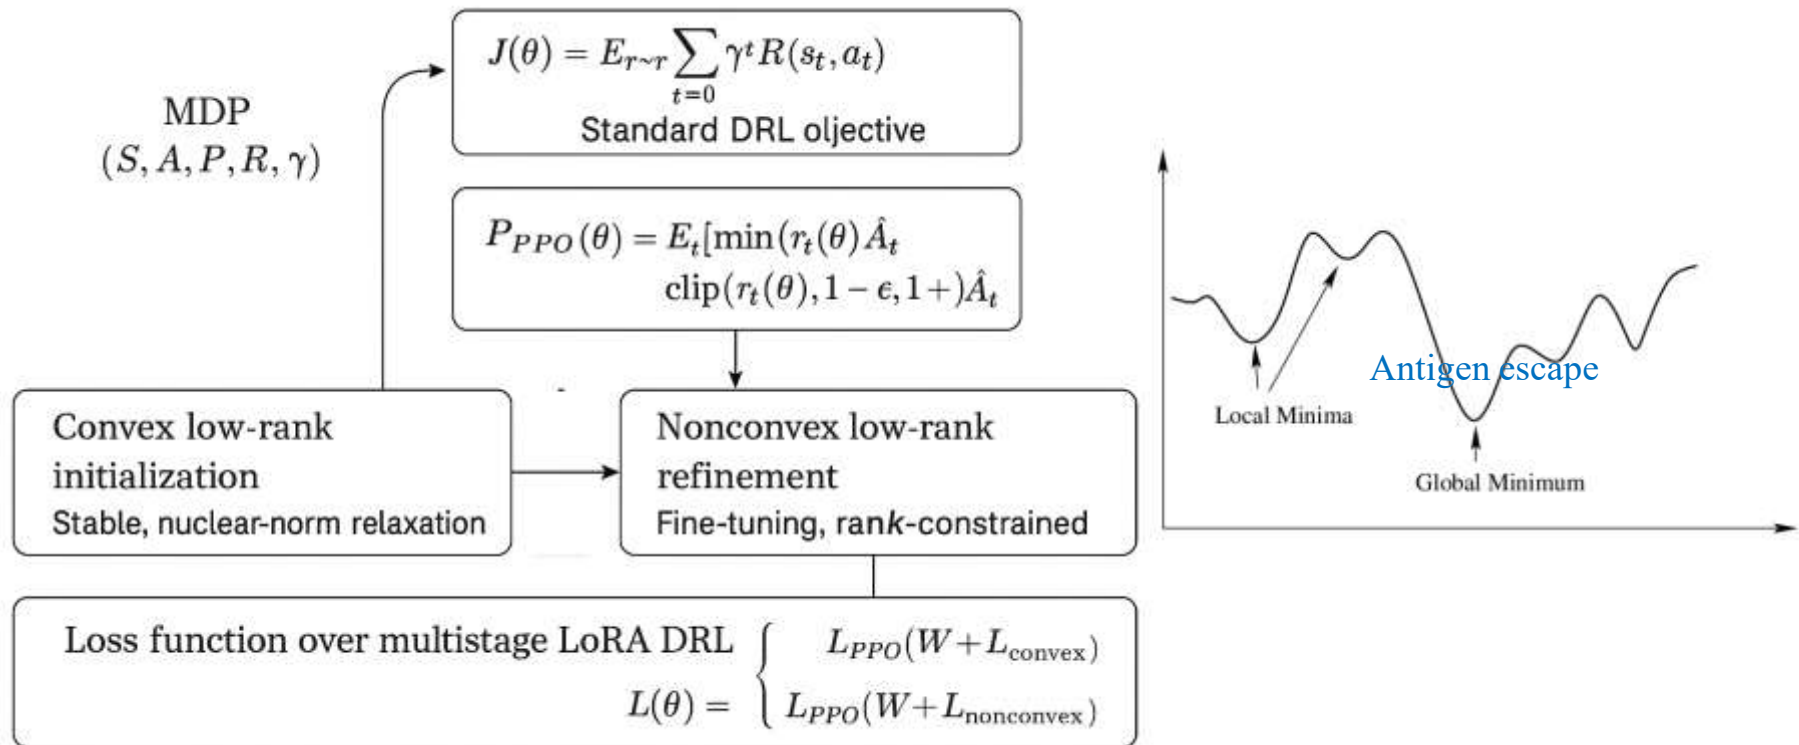 J(θ) = E_{r~r} ∑_{t=0} γ^t R(s_t, a_t)
Standard DRL oljective
MDP
(S, A, P, R, γ)
P_{PPO}(θ) = E_t[min(r_t(θ)Â_t
clip(r_t(θ), 1 − ϵ, 1+)Â_t
Convex low-rank
initialization
Stable, nuclear-norm relaxation
Nonconvex low-rank
refinement
Fine-tuning, rank-constrained
Loss function over multistage LoRA DRL
L(θ) = { L_{PPO}(W+L_{convex})
L_{PPO}(W+L_{nonconvex})
Antigen escape
Local Minima
Global Minimum